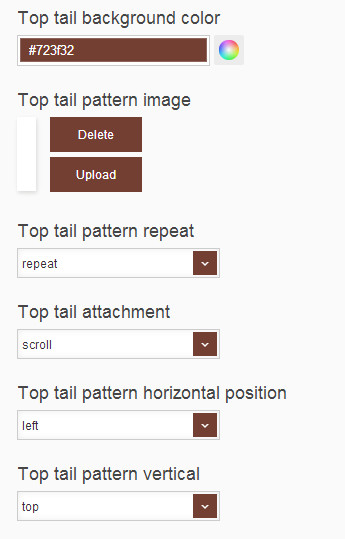 Top tail background color
#723f32
Top tail pattern image
Delete
Upload
Top tail pattern repeat
repeat
Top tail attachment
scroll
Top tail pattern horizontal position
left
Top tail pattern vertical
top